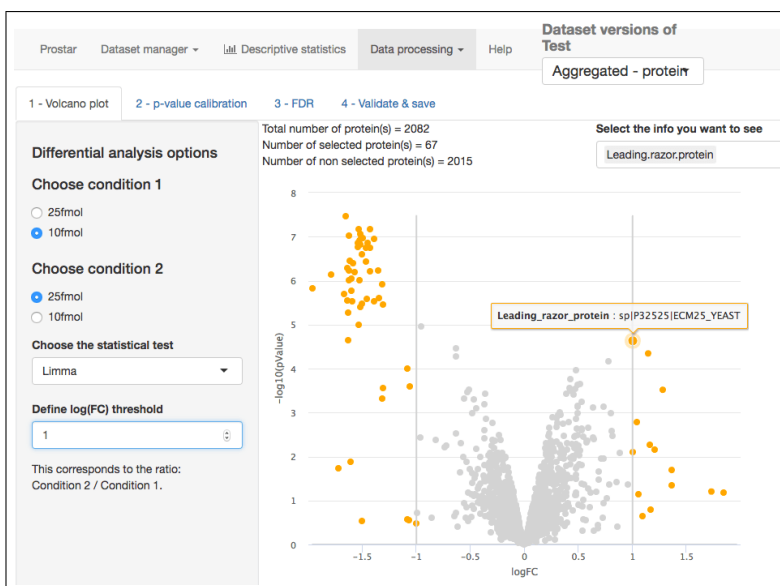 Prostar Dataset manager Descriptive statistics Data processing Help
Dataset versions of
Test
Aggregated - protein
1 - Volcano plot 2 - p-value calibration 3 - FDR 4 - Validate & save
Differential analysis options
Choose condition 1
25fmol
10fmol
Choose condition 2
25fmol
10fmol
Choose the statistical test
Limma
Define log(FC) threshold
1
This corresponds to the ratio:
Condition 2 / Condition 1.
Total number of protein(s) = 2082
Number of selected protein(s) = 67
Number of non selected protein(s) = 2015
Select the info you want to see
Leading.razor.protein
8
7
6
5
4
3
2
1
0
-log10(pValue)
Leading_razor_protein : sp|P32525|ECM25_YEAST
-1.5 -1 -0.5 0 0.5 1 1.5
logFC